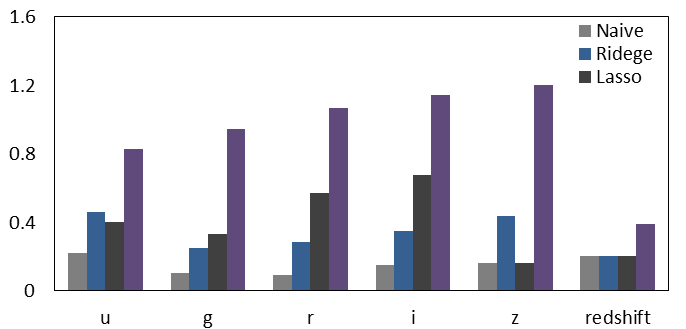 1.6
1.2
0.8
0.4
0
Naive
Ridege
Lasso
u g r i z redshift